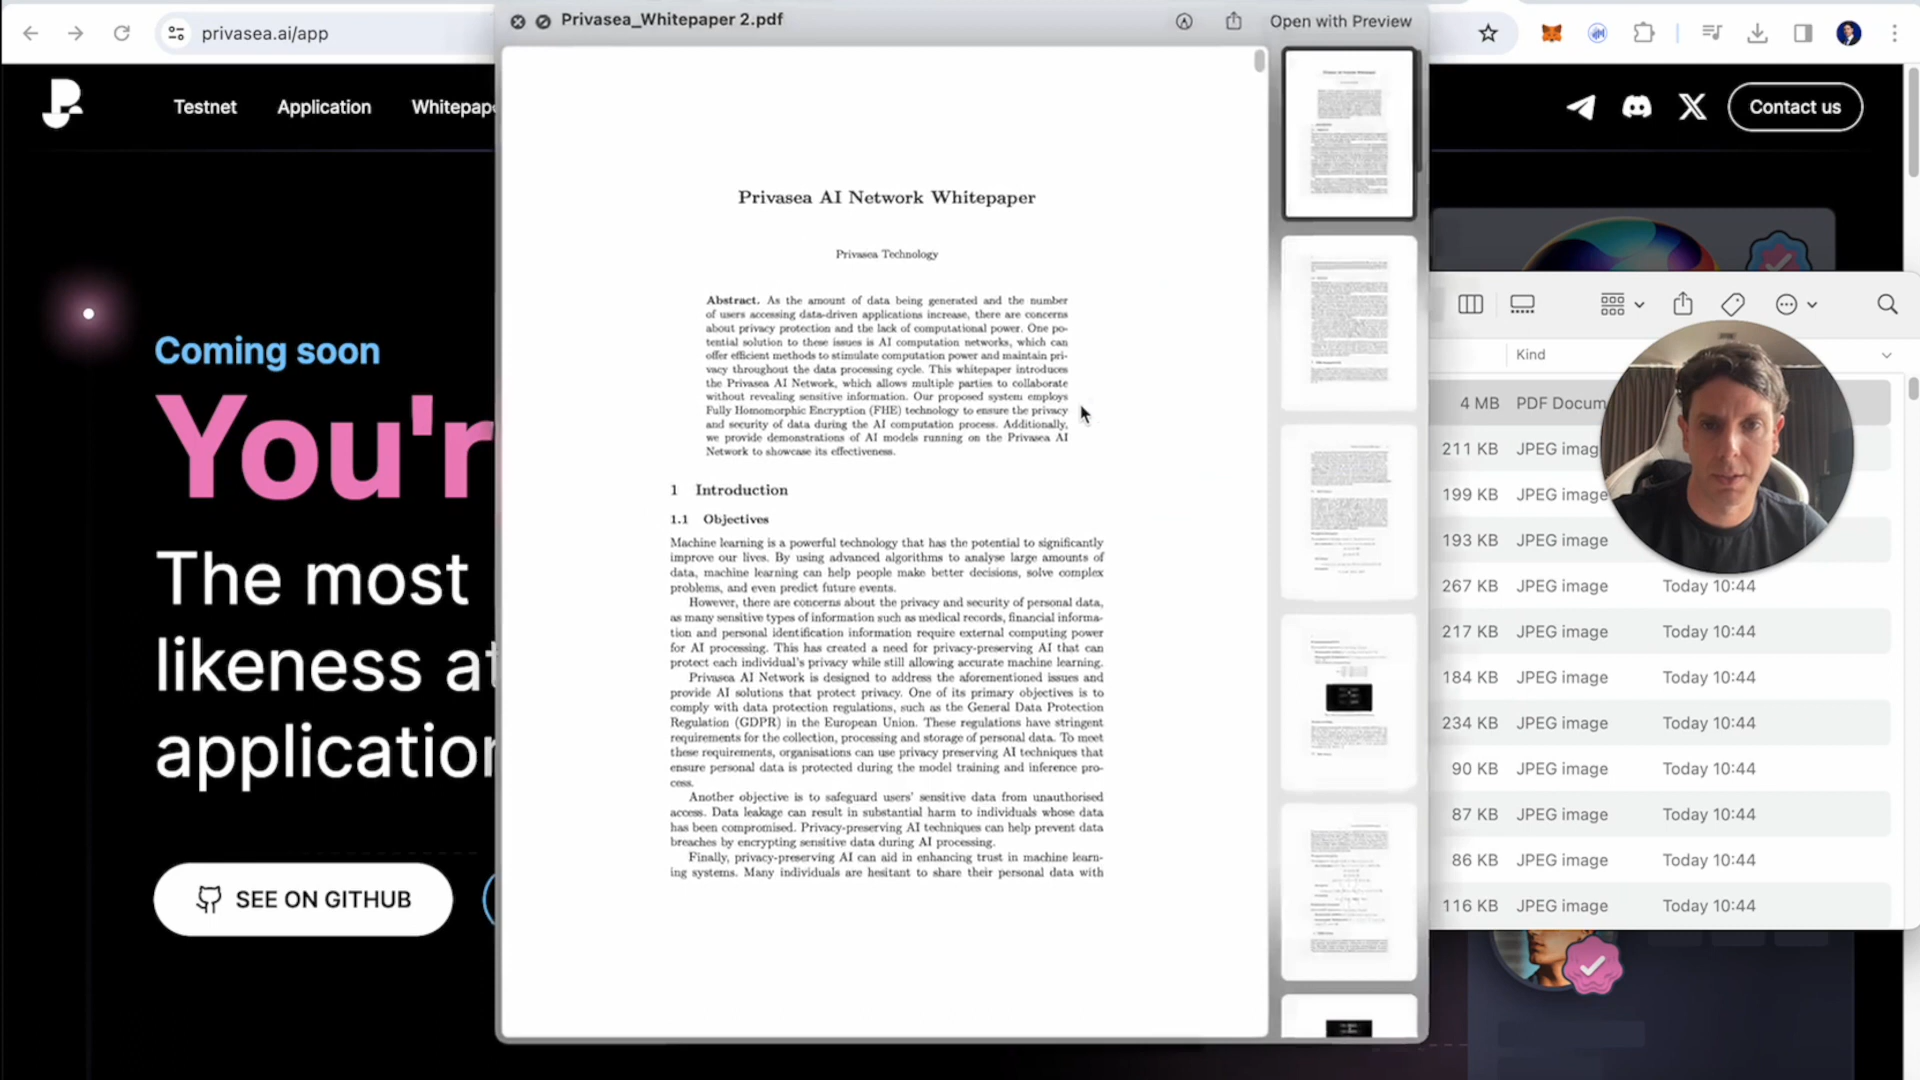 privasea.ai/app
Privasea_Whitepaper 2.pdf
Open with Preview
Testnet
Application
Whitepape
Contact us
Coming soon
You'r
The most
likeness at
application
SEE ON GITHUB
Privasea AI Network Whitepaper
Privasea Technology
Abstract. As the amount of data being generated and the number
of users accessing data-driven applications increase, there are concerns
about privacy protection and the lack of computational power. One po-
tential solution to these issues is AI computation networks, which can
offer efficient methods to stimulate computation power and maintain pri-
vacy throughout the data processing cycle. This whitepaper introduces
the Privasea AI Network, which allows multiple parties to collaborate
without revealing sensitive information. Our proposed system employs
Fully Homomorphic Encryption (FHE) technology to ensure the privacy
and security of data during the AI computation process. Additionally,
we provide demonstrations of AI models running on the Privasea AI
Network to showcase its effectiveness.
1 Introduction
1.1 Objectives
Machine learning is a powerful technology that has the potential to significantly
improve our lives. By using advanced algorithms to analyse large amounts of
data, machine learning can help people make better decisions, solve complex
problems, and even predict future events.
However, there are concerns about the privacy and security of personal data,
as many sensitive types of information such as medical records, financial informa-
tion and personal identification information require external computing power
for AI processing. This has created a need for privacy-preserving AI that can
protect each individual's privacy while still allowing accurate machine learning.
Privasea AI Network is designed to address the aforementioned issues and
provide AI solutions that protect privacy. One of its primary objectives is to
comply with data protection regulations, such as the General Data Protection
Regulation (GDPR) in the European Union. These regulations have stringent
requirements for the collection, processing and storage of personal data. To meet
these requirements, organisations can use privacy preserving AI techniques that
ensure personal data is protected during the model training and inference pro-
cess.
Another objective is to safeguard users' sensitive data from unauthorised
access. Data leakage can result in substantial harm to individuals whose data
has been compromised. Privacy-preserving AI techniques can help prevent data
breaches by encrypting sensitive data during AI processing.
Finally, privacy-preserving AI can aid in enhancing trust in machine learn-
ing systems. Many individuals are hesitant to share their personal data with
Kind
4 MB PDF Docum
211 KB JPEG imag
199 KB JPEG image
193 KB JPEG image
267 KB JPEG image Today 10:44
217 KB JPEG image Today 10:44
184 KB JPEG image Today 10:44
234 KB JPEG image Today 10:44
90 KB JPEG image Today 10:44
87 KB JPEG image Today 10:44
86 KB JPEG image Today 10:44
116 KB JPEG image Today 10:44